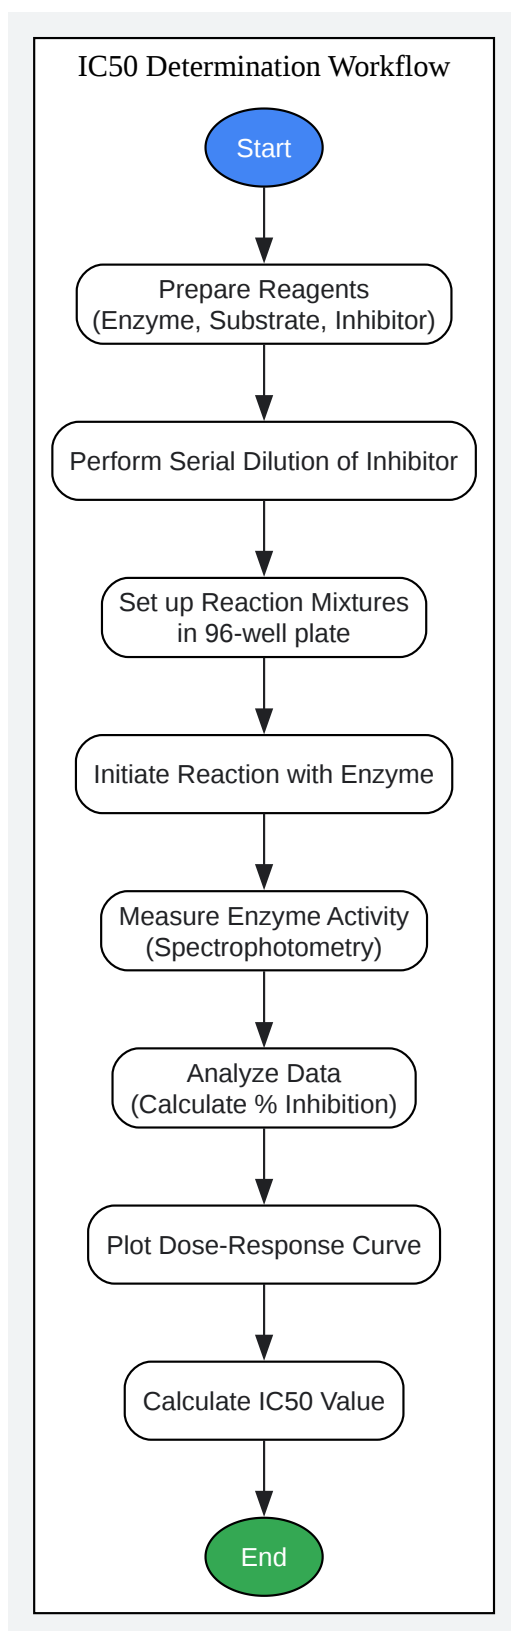 IC50 Determination Workflow
Start
Prepare Reagents
(Enzyme, Substrate, Inhibitor)
Perform Serial Dilution of Inhibitor
Set up Reaction Mixtures
in 96-well plate
Initiate Reaction with Enzyme
Measure Enzyme Activity
(Spectrophotometry)
Analyze Data
(Calculate % Inhibition)
Plot Dose-Response Curve
Calculate IC50 Value
End